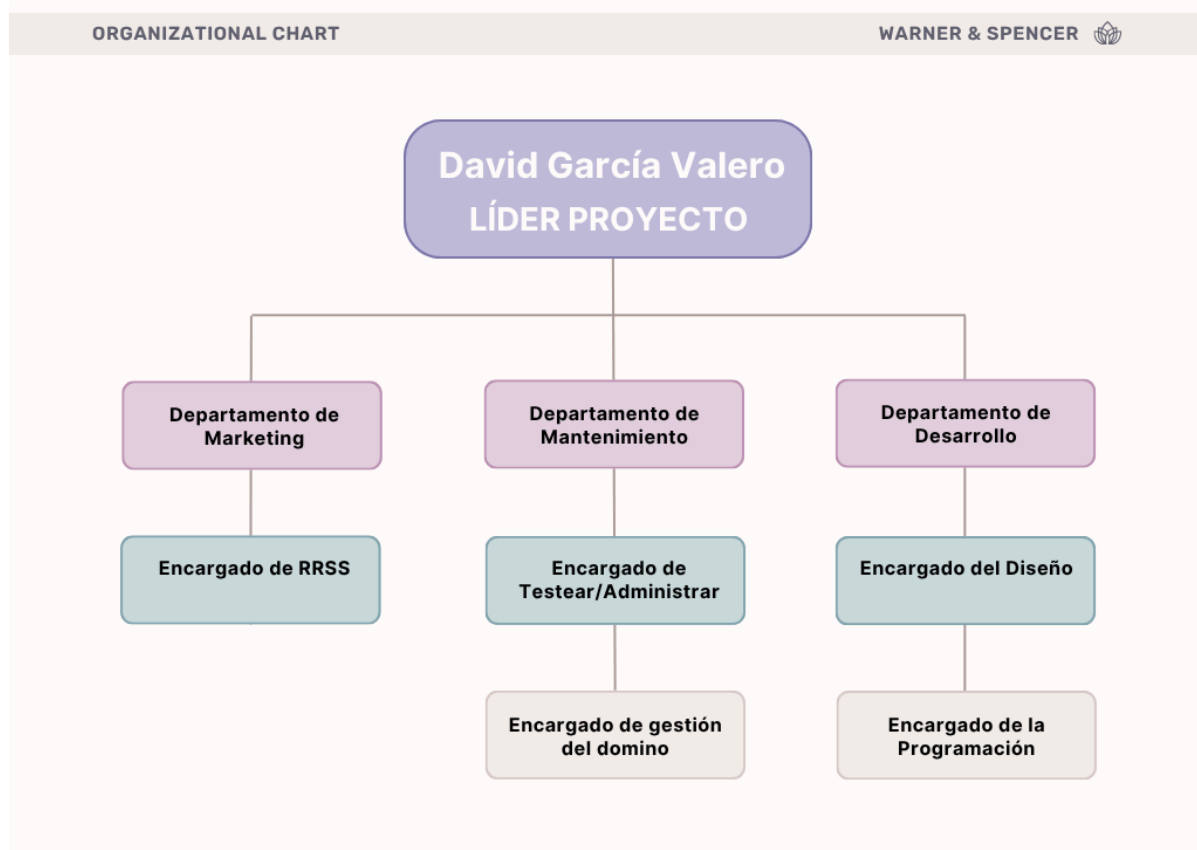 ORGANIZATIONAL CHART
WARNER & SPENCER
David García Valero
LÍDER PROYECTO
Departamento de
Marketing
Departamento de
Mantenimiento
Departamento de
Desarrollo
Encargado de RRSS
Encargado de
Testear/Administrar
Encargado del Diseño
Encargado de gestión
del domino
Encargado de la
Programación